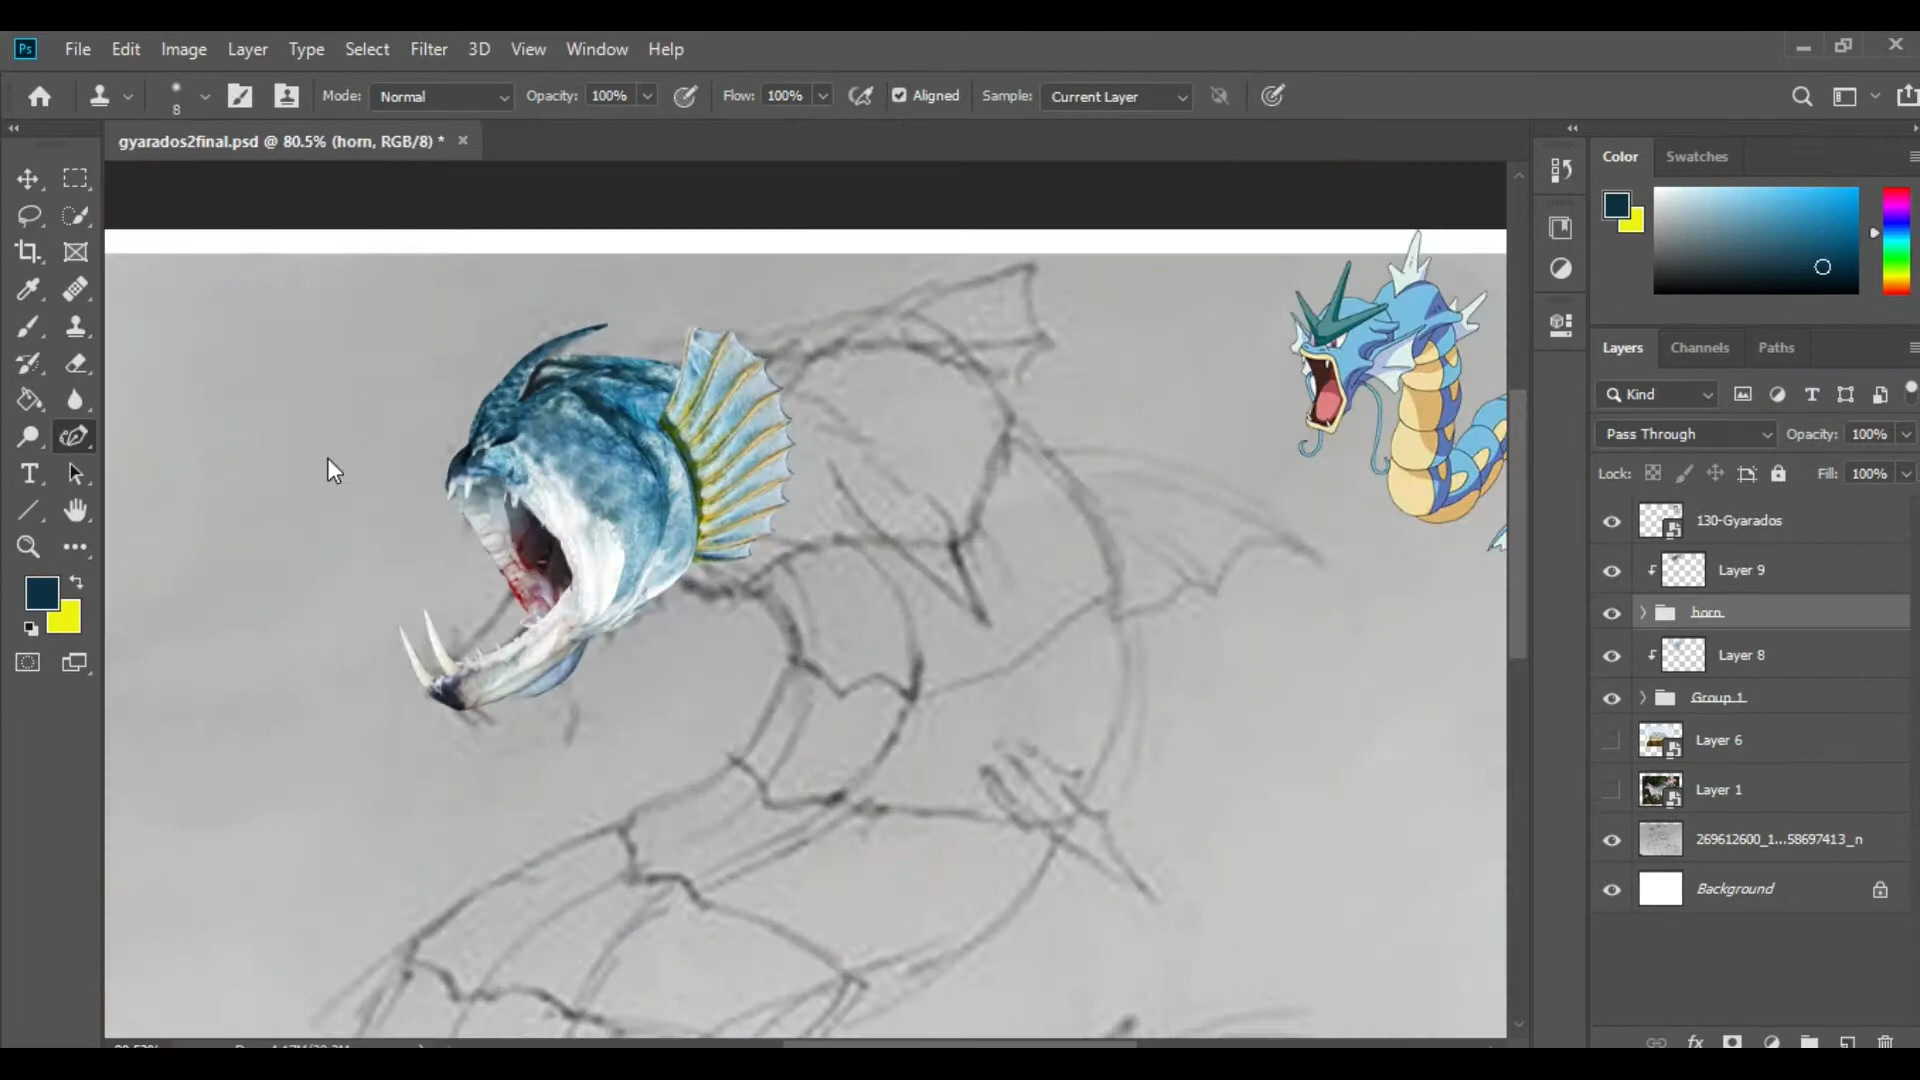 Ps File Edit Image Layer Type Select Filter 3D View Window Help
8 Mode: Normal Opacity: 100% Flow: 100% Aligned Sample: Current Layer
gyarados2final.psd @ 80.5% (horn, RGB/8) *
Color Swatches
Layers Channels Paths
Kind
Pass Through Opacity: 100%
Lock: Fill: 100%
130-Gyarados
Layer 9
horn
Layer 8
Group 1
Layer 6
Layer 1
269612600_1...58697413_n
Background